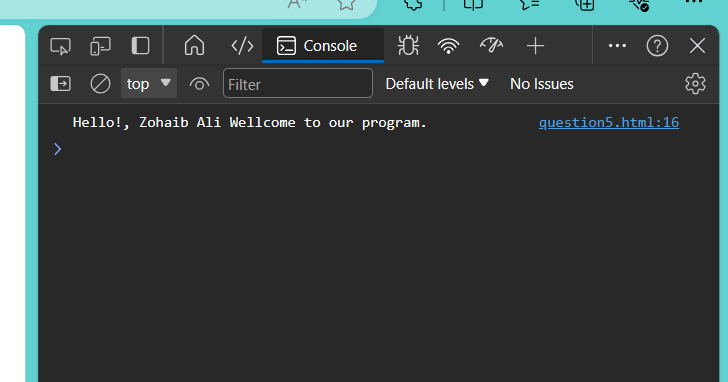 Console
top
Filter
Default levels
No Issues
Hello!, Zohaib Ali Wellcome to our program.
question5.html:16